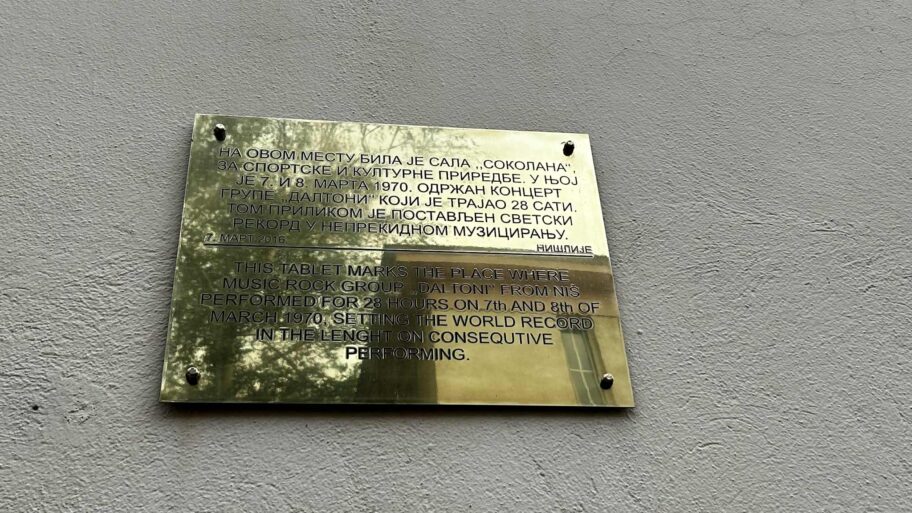 НА ОВОМ МЕСТУ БИЛА ЈЕ САЛА ,,СОКОЛАНА",
ЗА СПОРТСКЕ И КУЛТУРНЕ ПРИРЕДБЕ. У ЊОЈ
ЈЕ 7. И 8. МАРТА 1970. ОДРЖАН КОНЦЕРТ
ГРУПЕ ,,ДАЛТОНИ" КОЈИ ЈЕ ТРАЈАО 28 САТИ.
ТОМ ПРИЛИКОМ ЈЕ ПОСТАВЉЕН СВЕТСКИ
РЕКОРД У НЕПРЕКИДНОМ МУЗИЦИРАЊУ.
7. МАРТ 2016 НИШЛИЈЕ
THIS TABLET MARKS THE PLACE WHERE
MUSIC ROCK GROUP ,,DALTONI" FROM NIŠ
PERFORMED FOR 28 HOURS ON 7th AND 8th OF
MARCH 1970, SETTING THE WORLD RECORD
IN THE LENGHT ON CONSEQUTIVE
PERFORMING.